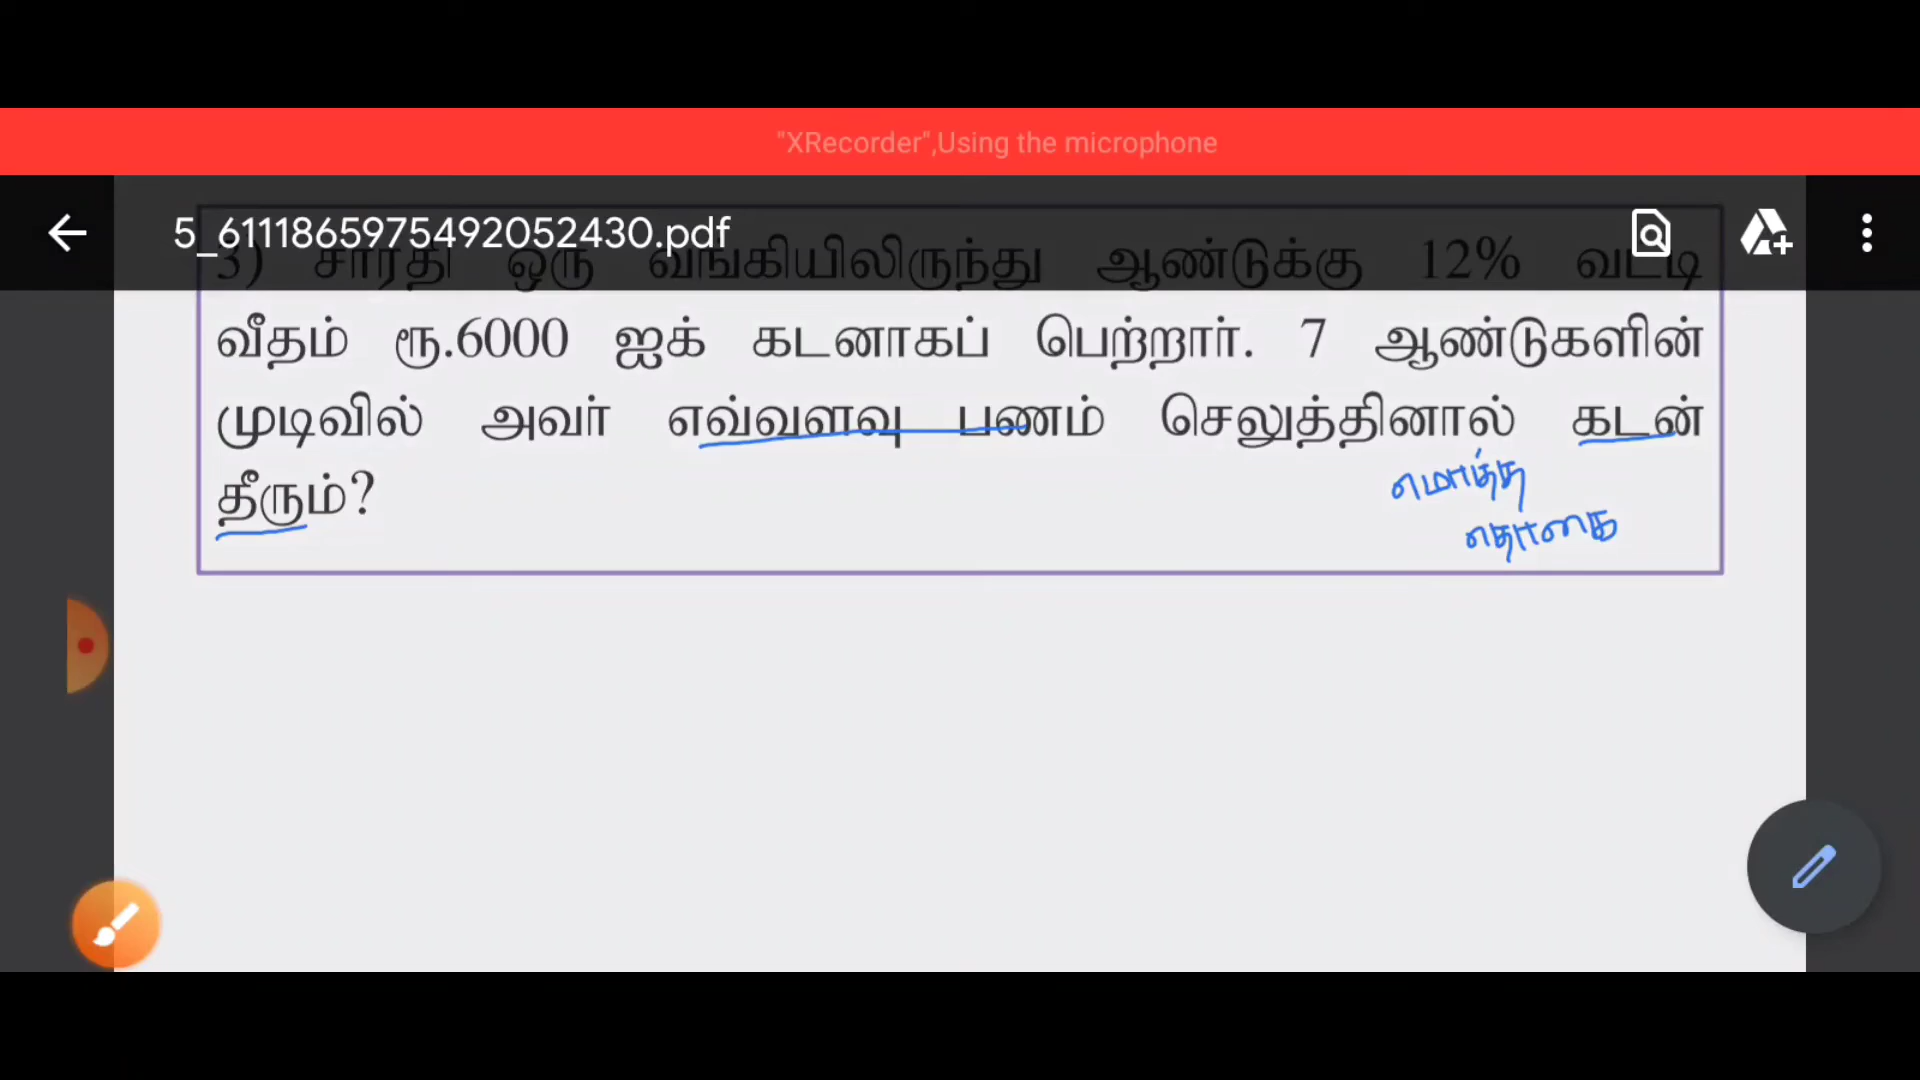 "XRecorder",Using the microphone
5_6111865975492052430.pdf
3) சாரதி ஒரு வங்கியிலிருந்து ஆண்டுக்கு 12% வட்டி
வீதம் ரூ.6000 ஐக் கடனாகப் பெற்றார். 7 ஆண்டுகளின்
முடிவில் அவர் எவ்வளவு பணம் செலுத்தினால் கடன்
தீரும்?
மொத்த
தொகை